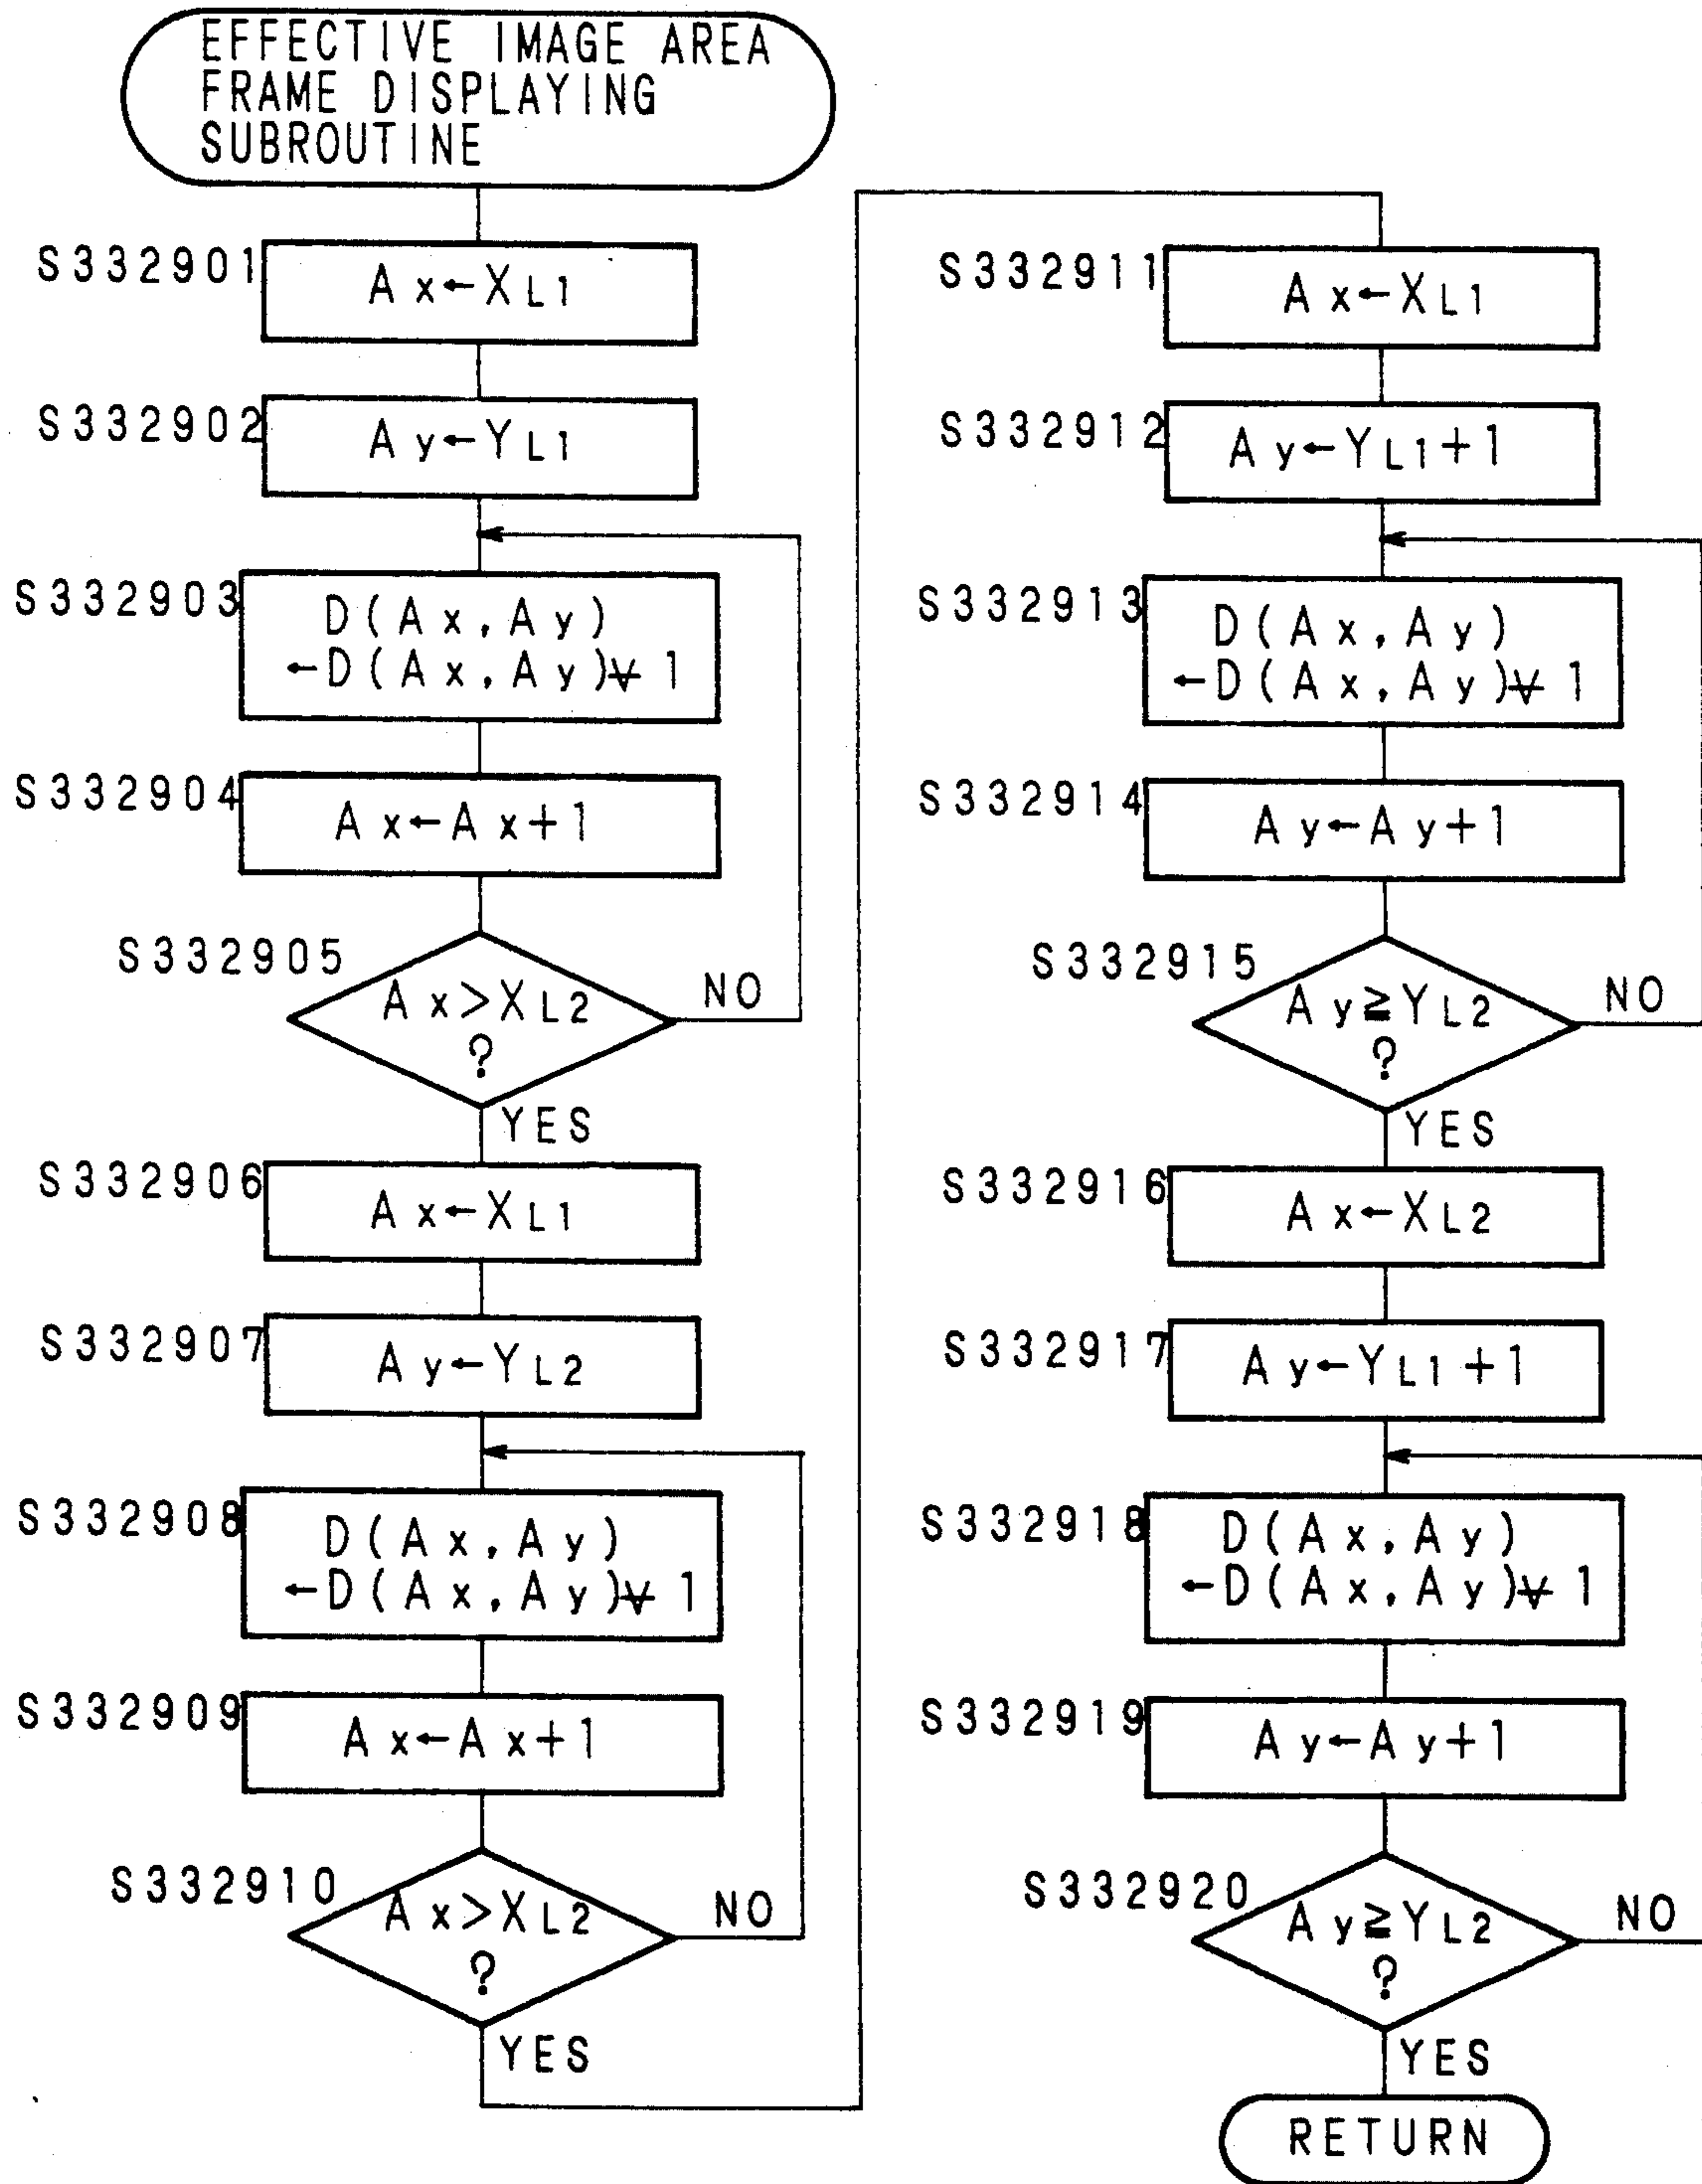 EFFECTIVE IMAGE AREA
FRAME DISPLAYING
SUBROUTINE
S332901
Ax←XL1
S332902
Ay←YL1
S332903
D(Ax,Ay)
←D(Ax,Ay)⊻1
S332904
Ax←Ax+1
S332905
Ax>XL2
?
NO
YES
S332906
Ax←XL1
S332907
Ay←YL2
S332908
D(Ax,Ay)
←D(Ax,Ay)⊻1
S332909
Ax←Ax+1
S332910
Ax>XL2
?
NO
YES
S332911
Ax←XL1
S332912
Ay←YL1+1
S332913
D(Ax,Ay)
←D(Ax,Ay)⊻1
S332914
Ay←Ay+1
S332915
Ay≧YL2
?
NO
YES
S332916
Ax←XL2
S332917
Ay←YL1+1
S332918
D(Ax,Ay)
←D(Ax,Ay)⊻1
S332919
Ay←Ay+1
S332920
Ay≧YL2
?
NO
YES
RETURN